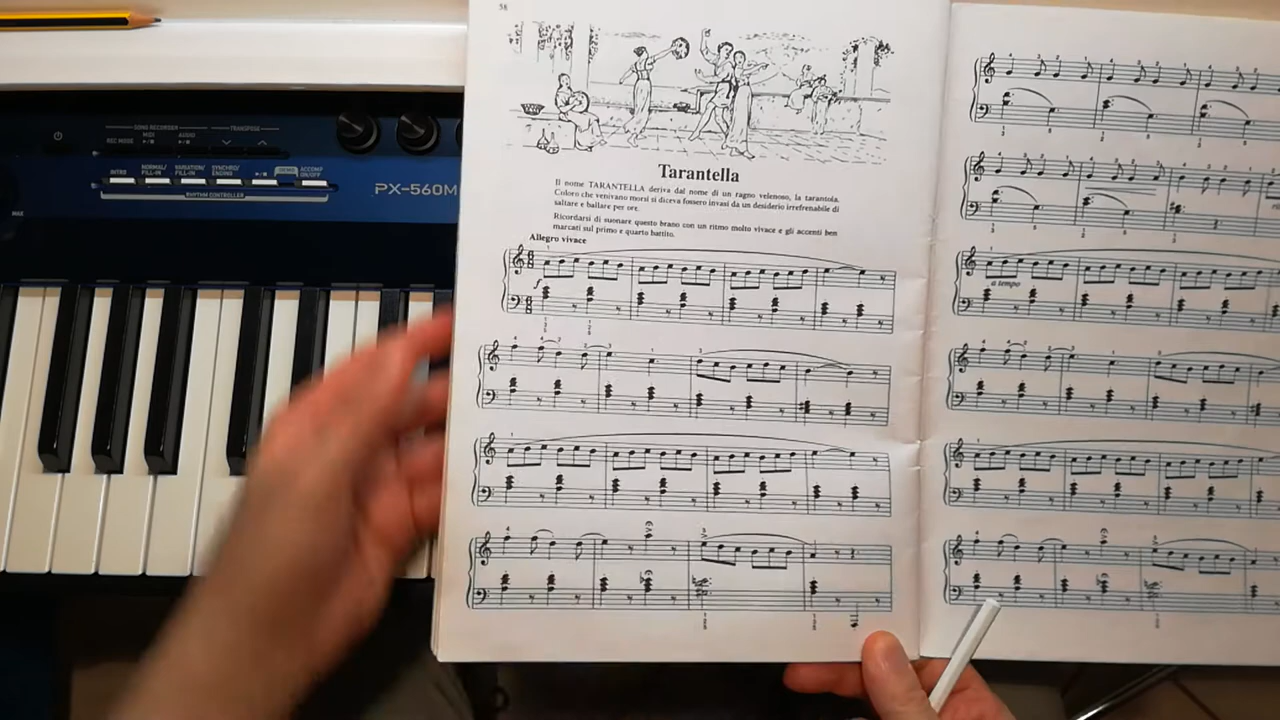 58
SONG RECORDER
TRANSPOSE
REC MODE
MIDI
AUDIO
INTRO
NORMAL/
FILL-IN
VARIATION/
FILL-IN
SYNCHRO/
ENDING
DEMO
ACCOMP
ON/OFF
RHYTHM CONTROLLER
MAX
PX-560M
Tarantella
Il nome TARANTELLA deriva dal nome di un ragno velenoso, la tarantola.
Coloro che venivano morsi si diceva fossero invasi da un desiderio irrefrenabile di
saltare e ballare per ore.
Ricordarsi di suonare questo brano con un ritmo molto vivace e gli accenti ben
marcati sul primo e quarto battito.
Allegro vivace
f
a tempo